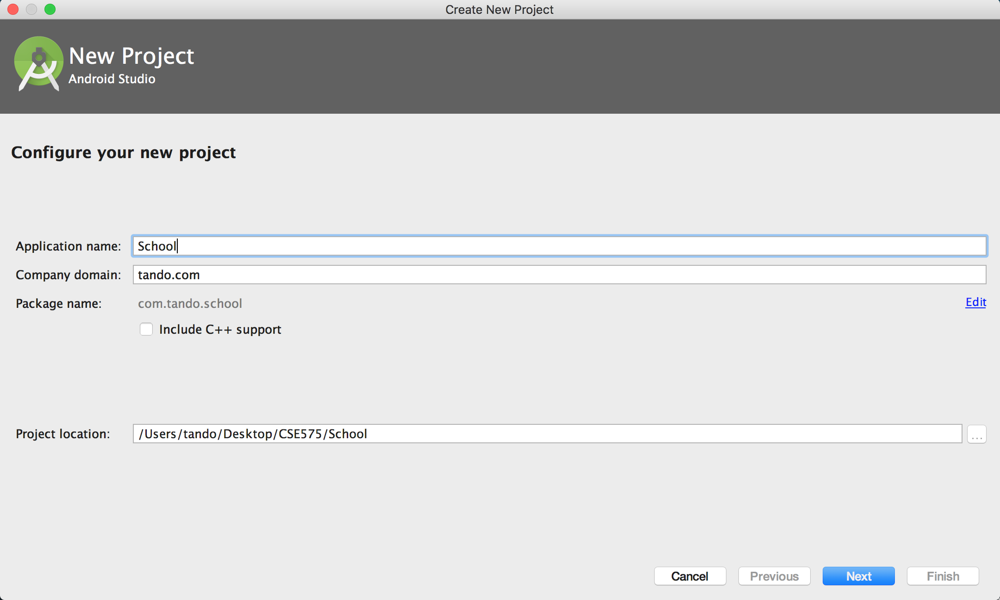 Create New Project
New Project
Android Studio
Configure your new project
Application name: School
Company domain: tando.com
Package name: com.tando.school Edit
Include C++ support
Project location: /Users/tando/Desktop/CSE575/School ...
Cancel Previous Next Finish